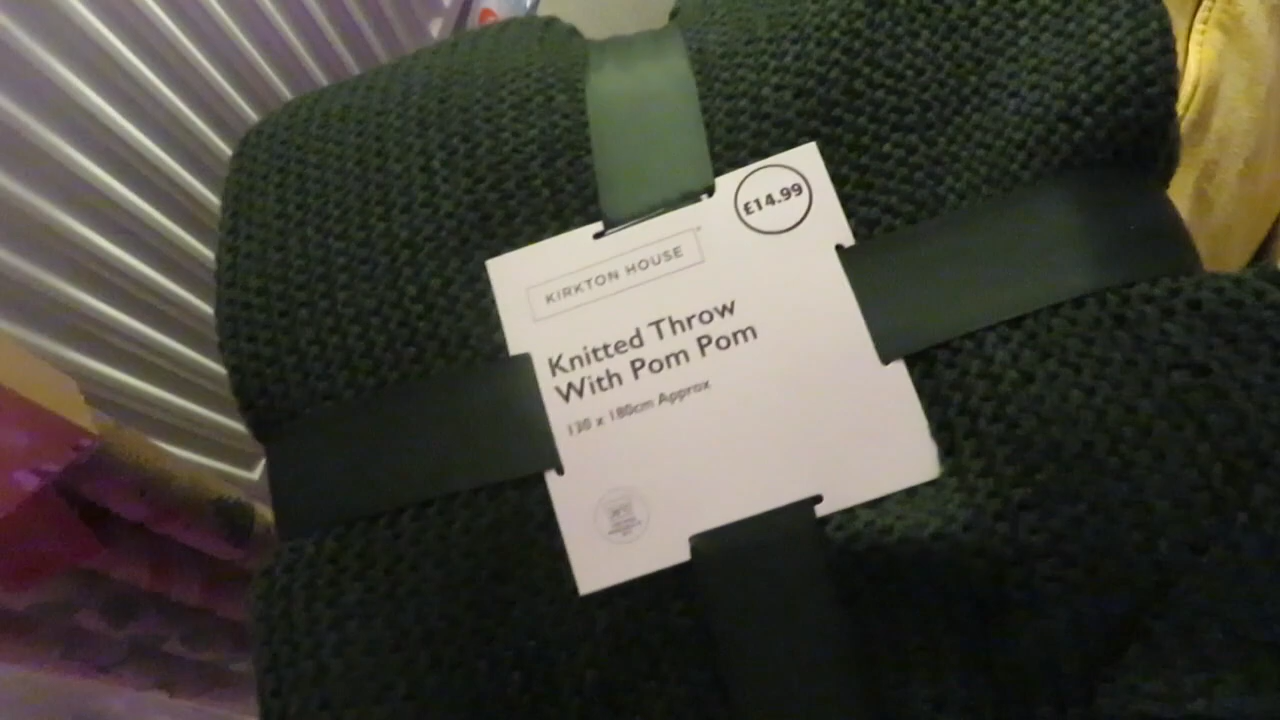 £14.99
KIRKTON HOUSE
Knitted Throw
With Pom Pom
130 x 180cm Approx